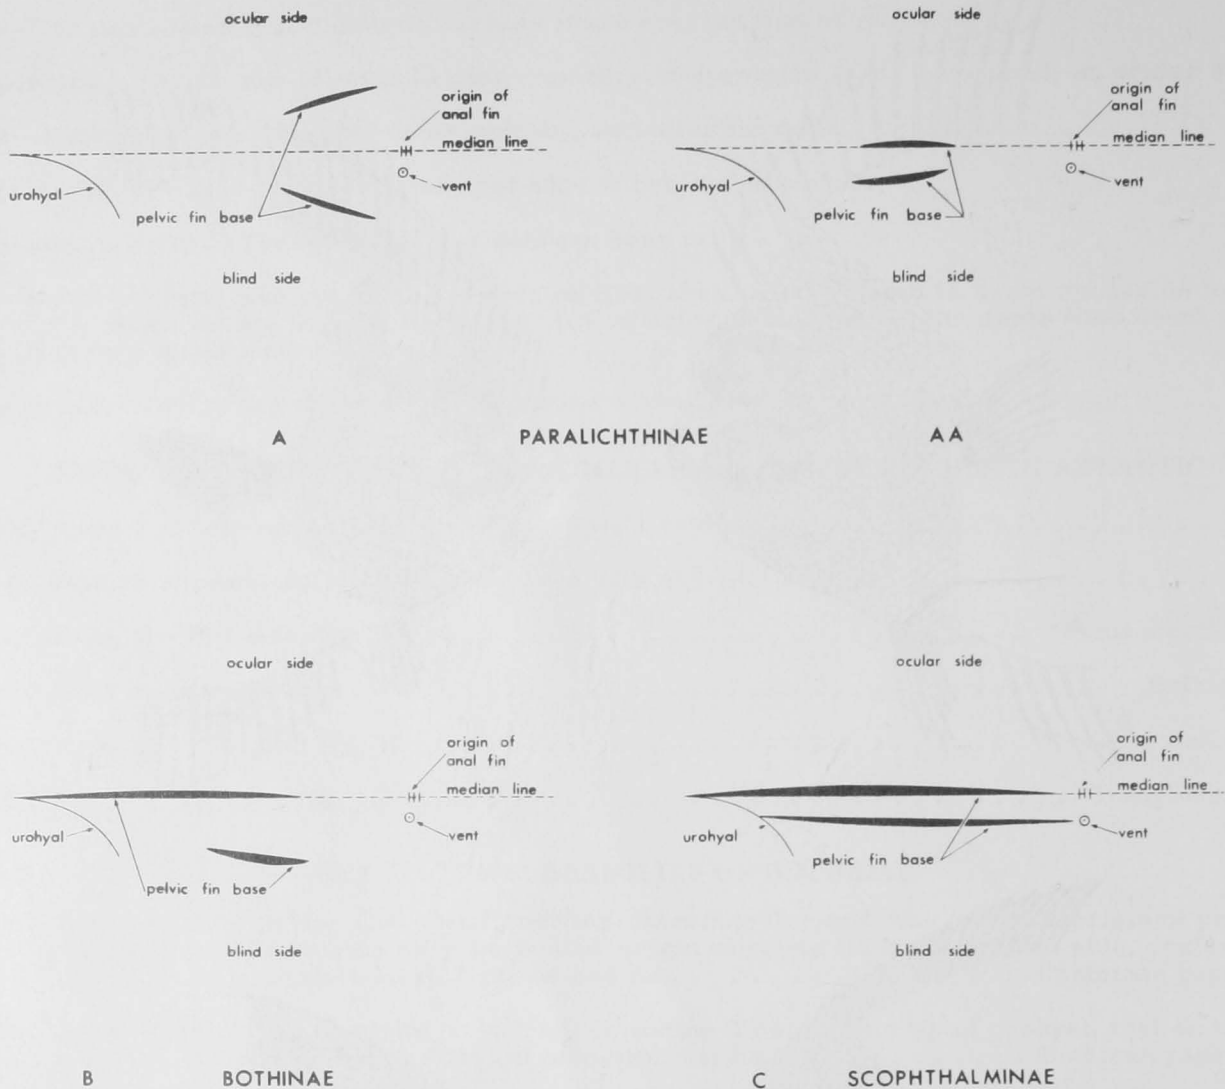 ocular side
origin of
anal fin
median line
vent
urohyal
pelvic fin base
blind side
A
ocular side
origin of
anal fin
median line
vent
urohyal
pelvic fin base
blind side
AA
PARALICHTHINAE
ocular side
origin of
anal fin
median line
vent
urohyal
pelvic fin base
blind side
B BOTHINAE
ocular side
origin of
anal fin
median line
vent
urohyal
pelvic fin base
blind side
C SCOPHTHALMINAE